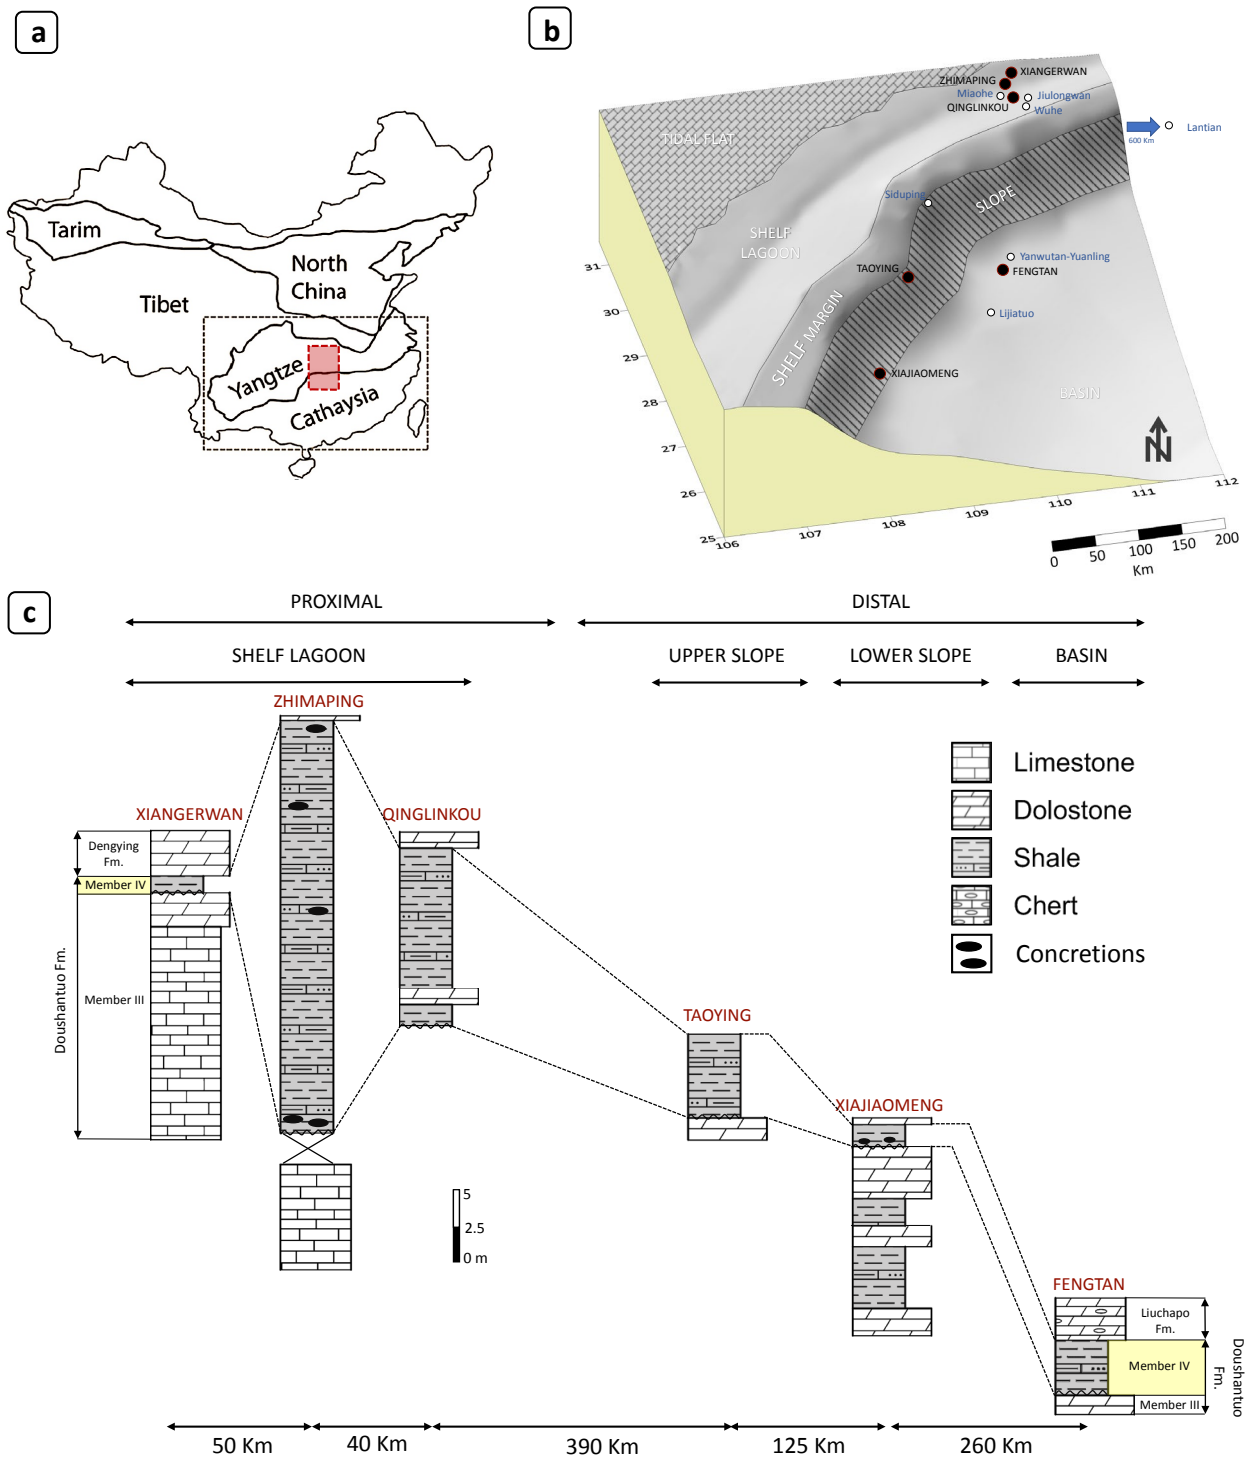 a
Tarim
North
China
Tibet
Yangtze
Cathaysia
b
XIANGERWAN
ZHIMAPING
Miaohe
Jiulongwan
QINGLINKOU
Wuhe
TIDAL FLAT
Lantian
600 Km
Siduping
SLOPE
SHELF
LAGOON
Yanwutan-Yuanling
TAOYING
FENGTAN
31
30
Lijiatuo
SHELF MARGIN
29
XIAJIAOMENG
28
BASIN
27
N
26
25
106
107
108
109
110
111
112
0
50
100
150
200
Km
c
PROXIMAL
DISTAL
SHELF LAGOON
UPPER SLOPE
LOWER SLOPE
BASIN
ZHIMAPING
XIANGERWAN
QINGLINKOU
Limestone
Dolostone
Shale
Chert
Concretions
Dengying
Fm.
Member IV
Member III
Doushantuo Fm.
TAOYING
XIAJIAOMENG
5
2.5
0 m
FENGTAN
Liuchapo
Fm.
Member IV
Member III
Doushantuo
Fm.
50 Km
40 Km
390 Km
125 Km
260 Km